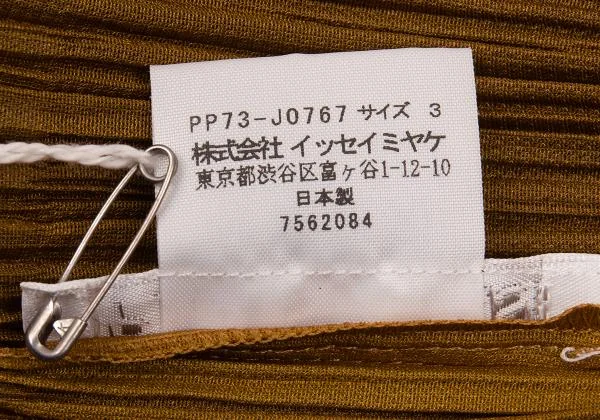 PP73-J0767 サイズ 3
株式会社 イッセイミヤケ
東京都渋谷区富ヶ谷1-12-10
日本製
7562084